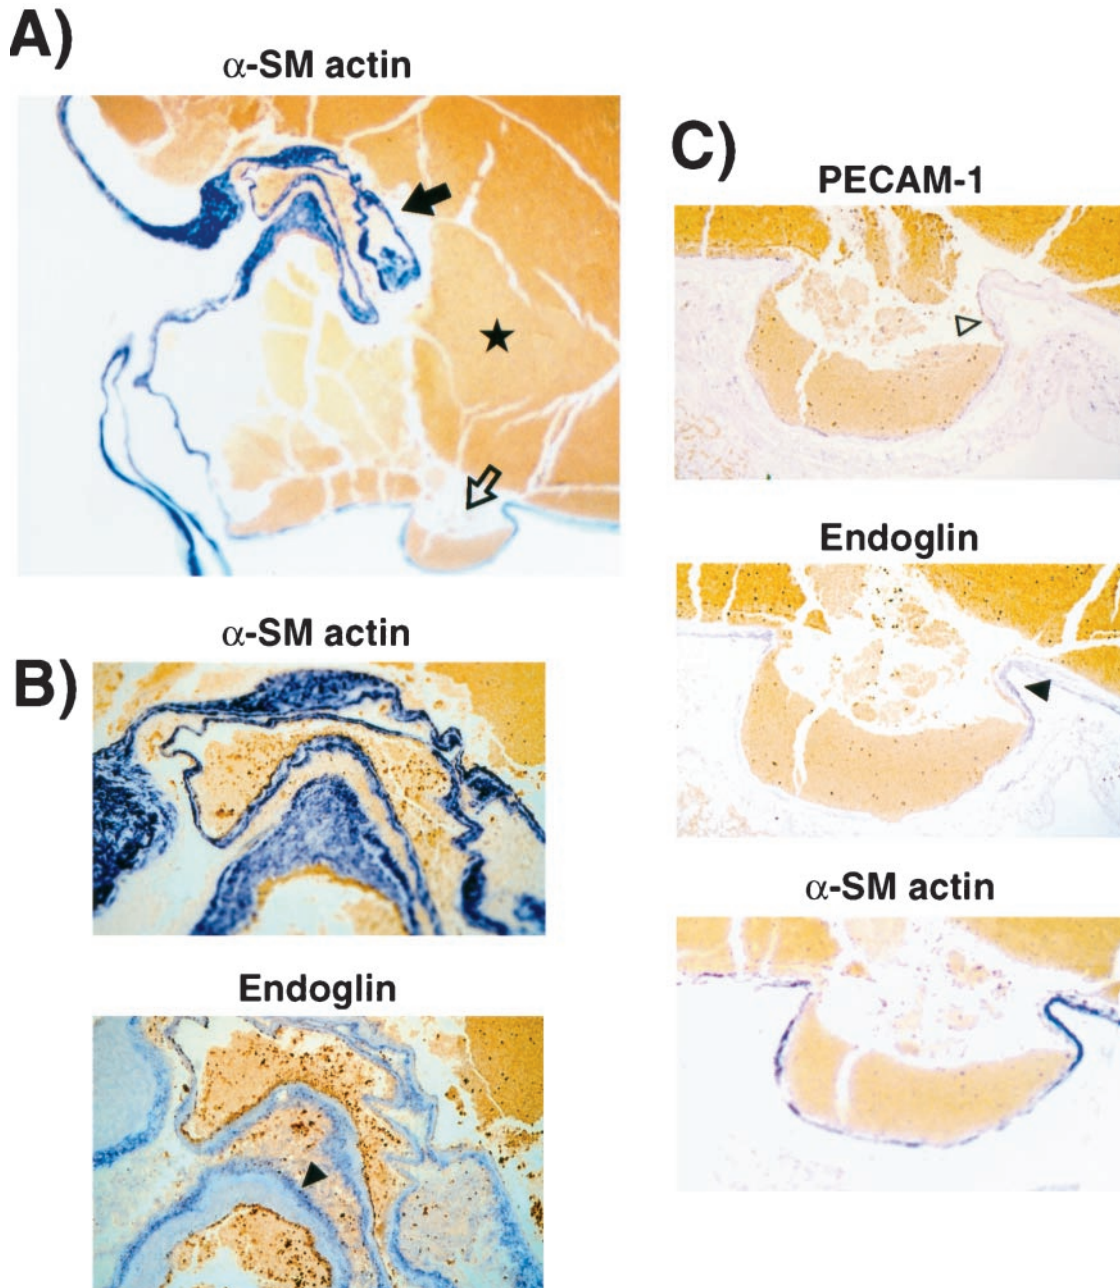 A)
α-SM actin
B)
α-SM actin
Endoglin
C)
PECAM-1
Endoglin
α-SM actin